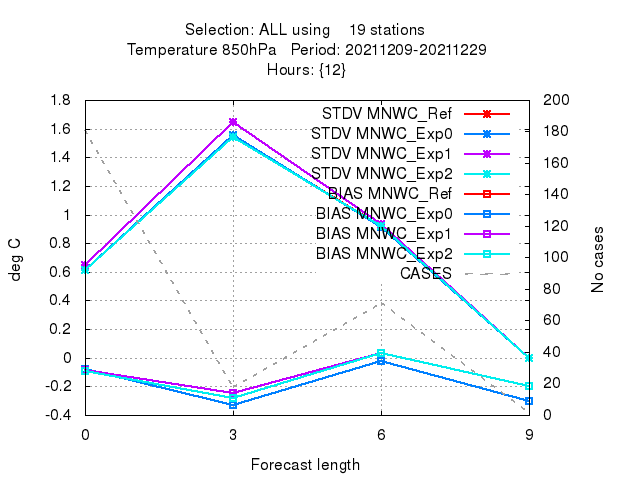 Selection: ALL using    19 stations
Temperature 850hPa   Period: 20211209-20211229
Hours: {12}
1.8
1.6
1.4
1.2
1
0.8
0.6
0.4
0.2
0
-0.2
-0.4
deg C
STDV MNWC_Ref
STDV MNWC_Exp0
STDV MNWC_Exp1
STDV MNWC_Exp2
BIAS MNWC_Ref
BIAS MNWC_Exp0
BIAS MNWC_Exp1
BIAS MNWC_Exp2
CASES
200
180
160
140
120
100
80
60
40
20
0
No cases
0 3 6 9
Forecast length